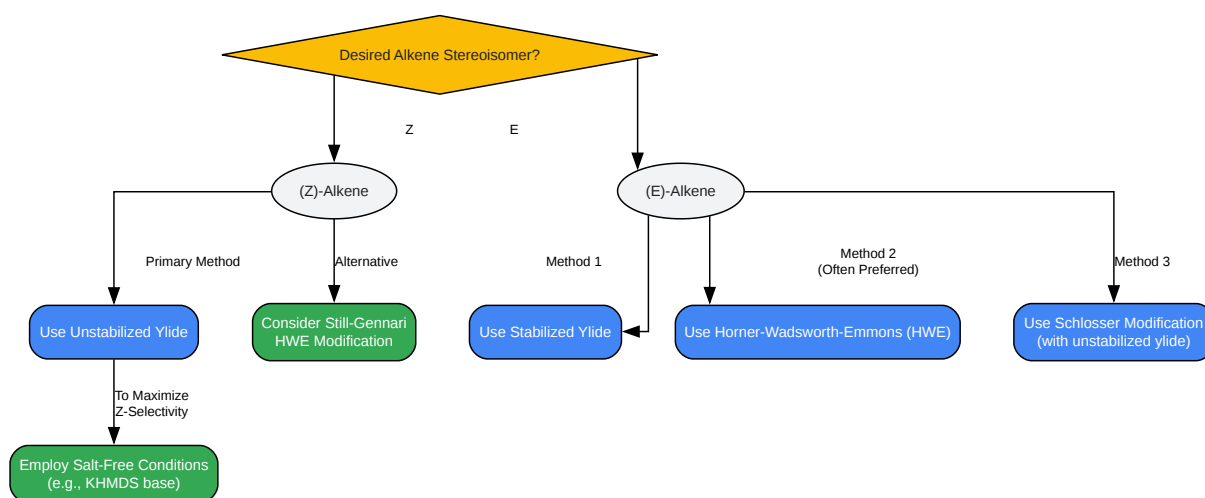 Desired Alkene Stereoisomer?
Z
E
(Z)-Alkene
(E)-Alkene
Primary Method
Alternative
Method 1
Method 2
(Often Preferred)
Method 3
Use Unstabilized Ylide
Consider Still-Gennari
HWE Modification
Use Stabilized Ylide
Use Horner-Wadsworth-Emmons (HWE)
Use Schlosser Modification
(with unstabilized ylide)
To Maximize
Z-Selectivity
Employ Salt-Free Conditions
(e.g., KHMDS base)